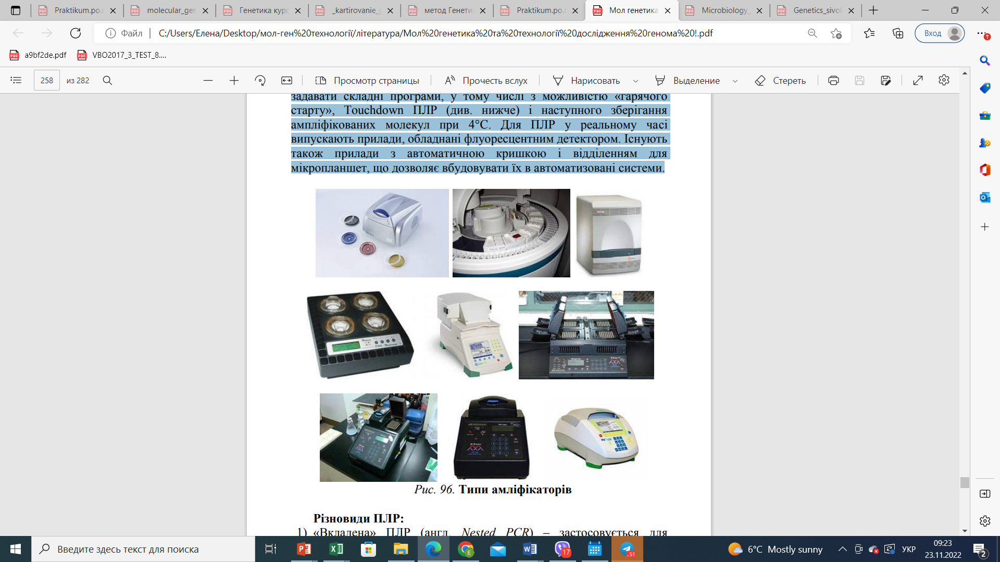 Praktikum.po.
molecular_ger
Генетика курс
_kartirovanie_g
метод Генети
Praktikum.po.
Мол генетика
Microbiology_
Genetics_sivol
Файл
C:/Users/Елена/Desktop/мол-ген%20технології/література/Мол%20генетика%20та%20технології%20дослідження%20генома%20!.pdf
Вход
a9bf2de.pdf
VBO2017_3_TEST_8....
258
из 282
Просмотр страницы
Прочесть вслух
Нарисовать
Выделение
Стереть
задавати складні програми, у тому числі з можливістю «гарячого
старту», Touchdown ПЛР (див. нижче) і наступного зберігання
ампліфікованих молекул при 4°С. Для ПЛР у реальному часі
випускають прилади, обладнані флуоресцентним детектором. Існують
також прилади з автоматичною кришкою і відділенням для
мікропланшет, що дозволяє вбудовувати їх в автоматизовані системи.
Рис. 96. Типи амліфікаторів
Різновиди ПЛР:
1) «Вкладена» ПЛР (англ. Nested PCR) – застосовується для
Введите здесь текст для поиска
17
..51
6°C Mostly sunny
УКР
09:23
23.11.2022
2